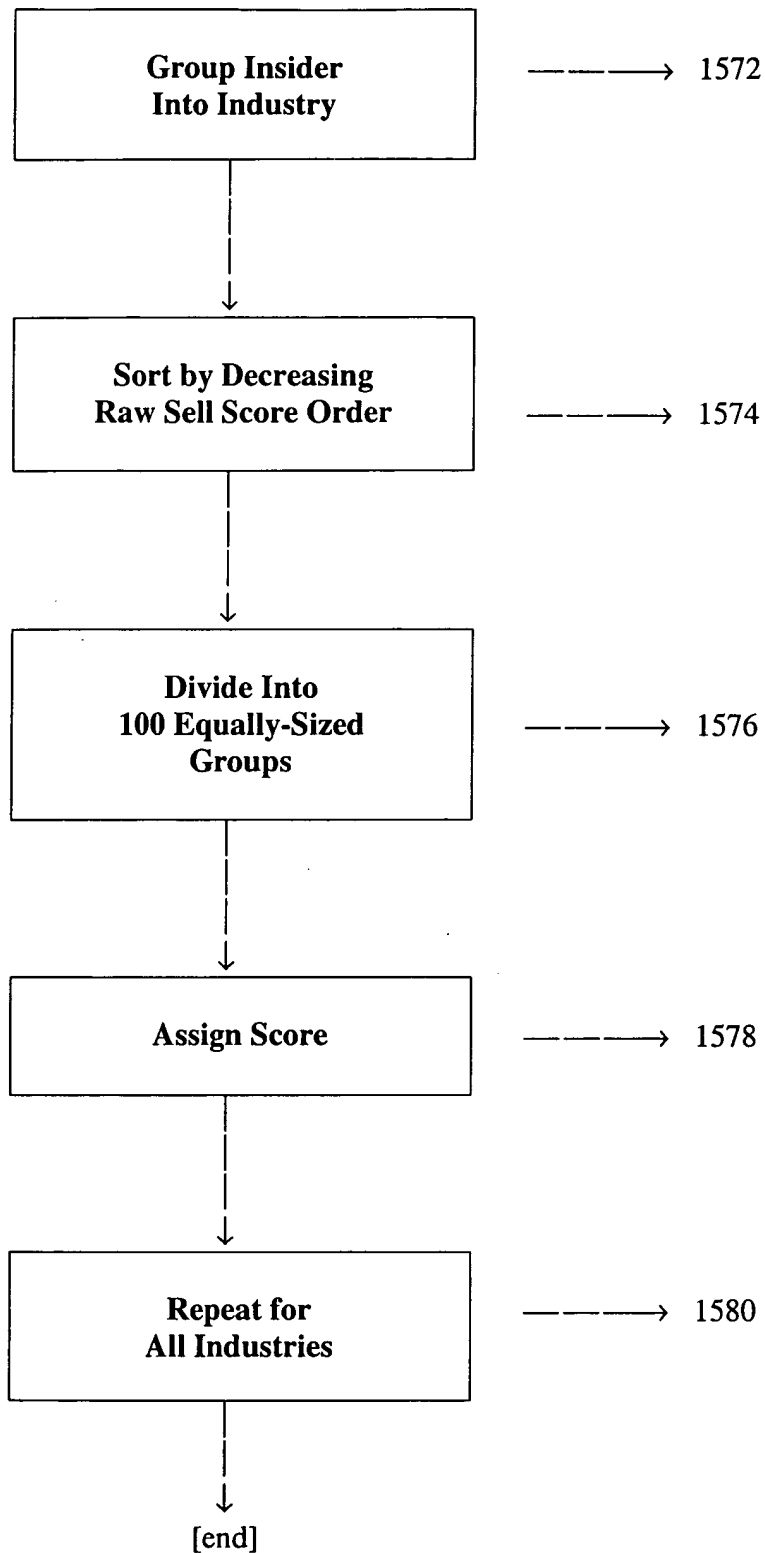 Group Insider
Into Industry
1572
Sort by Decreasing
Raw Sell Score Order
1574
Divide Into
100 Equally-Sized
Groups
1576
Assign Score
1578
Repeat for
All Industries
1580
[end]